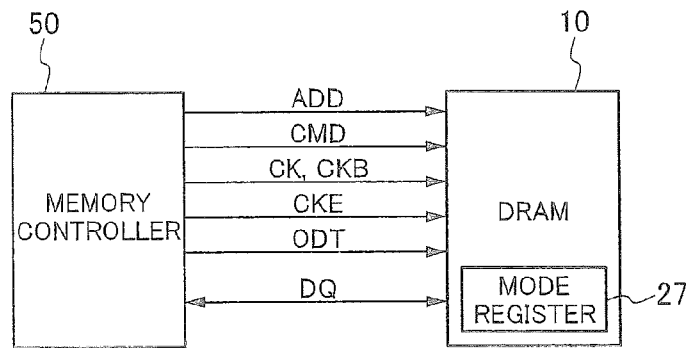 50
10
ADD
CMD
CK, CKB
CKE
ODT
DQ
MEMORY
CONTROLLER
DRAM
MODE
REGISTER
27